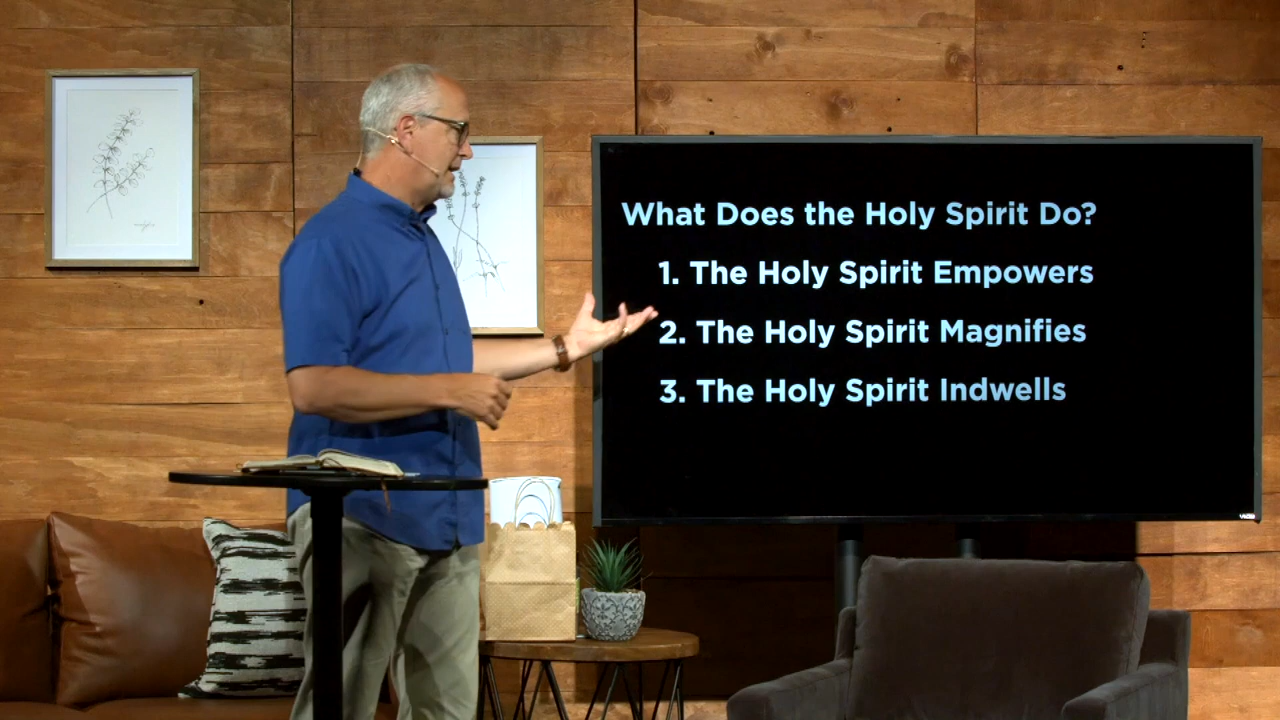 What Does the Holy Spirit Do?
1. The Holy Spirit Empowers
2. The Holy Spirit Magnifies
3. The Holy Spirit Indwells